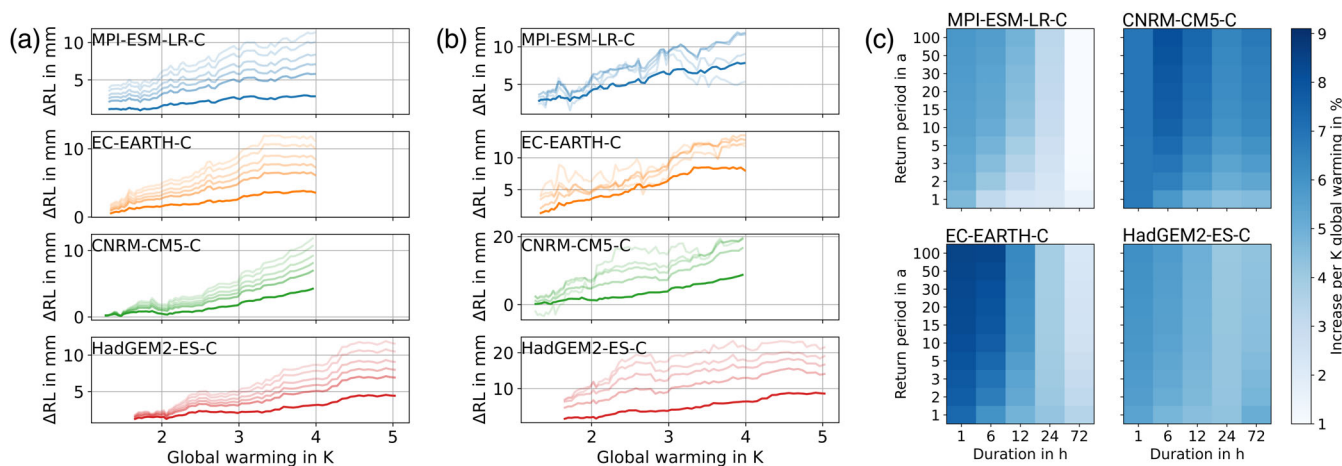 (a)
ΔRL in mm
MPI-ESM-LR-C
10
5
ΔRL in mm
EC-EARTH-C
10
5
0
ΔRL in mm
CNRM-CM5-C
10
0
ΔRL in mm
HadGEM2-ES-C
10
5
2 3 4 5
Global warming in K
(b)
ΔRL in mm
MPI-ESM-LR-C
10
5
ΔRL in mm
EC-EARTH-C
10
5
0
ΔRL in mm
CNRM-CM5-C
20
0
ΔRL in mm
HadGEM2-ES-C
20
10
2 3 4 5
Global warming in K
(c)
MPI-ESM-LR-C
Return period in a
100
50
30
20
15
10
5
3
2
1
CNRM-CM5-C
EC-EARTH-C
Return period in a
100
50
30
20
15
10
5
3
2
1
1 6 12 24 72
Duration in h
HadGEM2-ES-C
1 6 12 24 72
Duration in h
9
8
7
6
5
4
3
2
1
Increase per K global warming in %